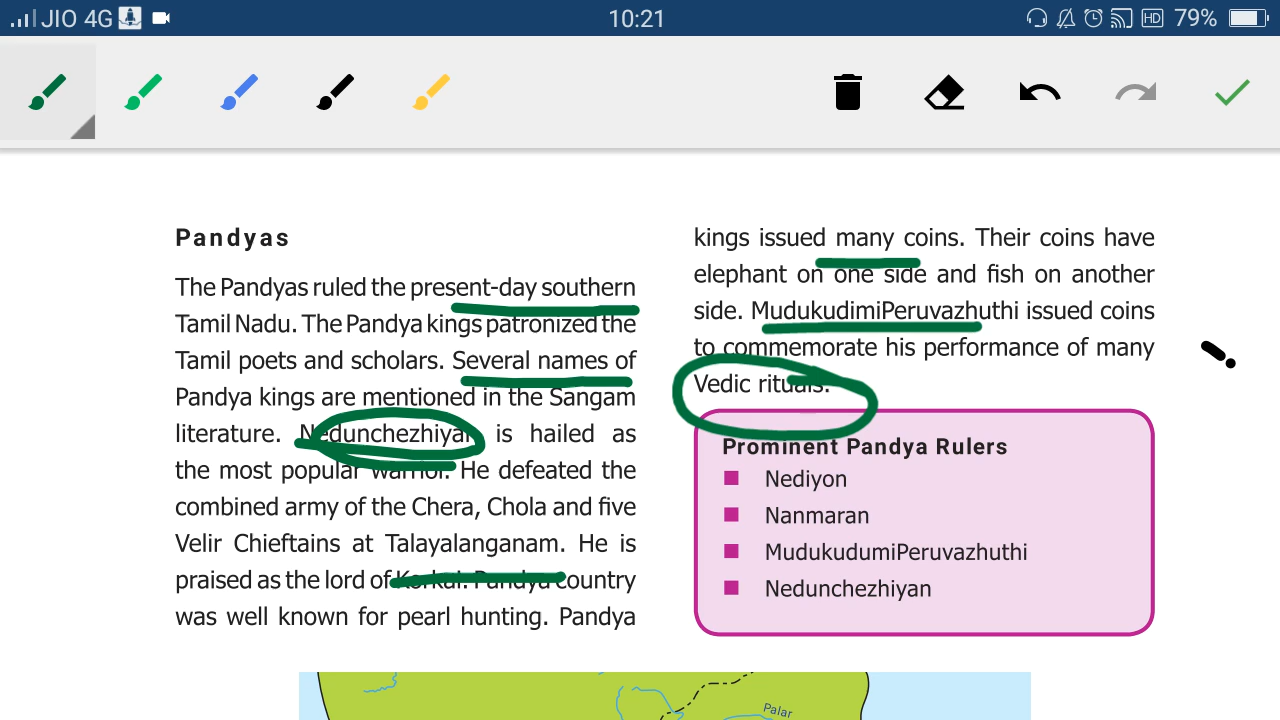 JIO 4G
10:21
HD
79%
Pandyas
The Pandyas ruled the present-day southern
Tamil Nadu. The Pandya kings patronized the
Tamil poets and scholars. Several names of
Pandya kings are mentioned in the Sangam
literature. Nedunchezhiyan is hailed as
the most popular warrior. He defeated the
combined army of the Chera, Chola and five
Velir Chieftains at Talayalanganam. He is
praised as the lord of Korkai. Pandya country
was well known for pearl hunting. Pandya
kings issued many coins. Their coins have
elephant on one side and fish on another
side. MudukudimiPeruvazhuthi issued coins
to commemorate his performance of many
Vedic rituals.
Prominent Pandya Rulers
Nediyon
Nanmaran
MudukudumiPeruvazhuthi
Nedunchezhiyan
Palar